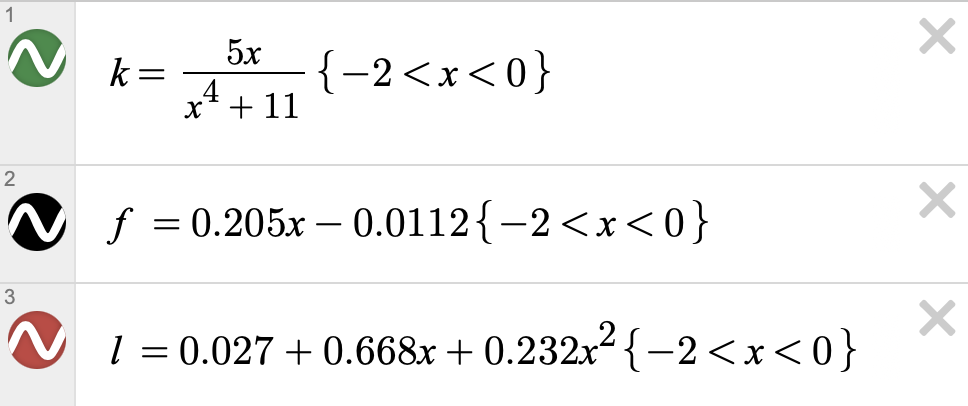 1
k = 5x / (x^4 + 11) {−2 < x < 0}
2
f = 0.205x − 0.0112{−2 < x < 0}
3
l = 0.027 + 0.668x + 0.232x^2{−2 < x < 0}